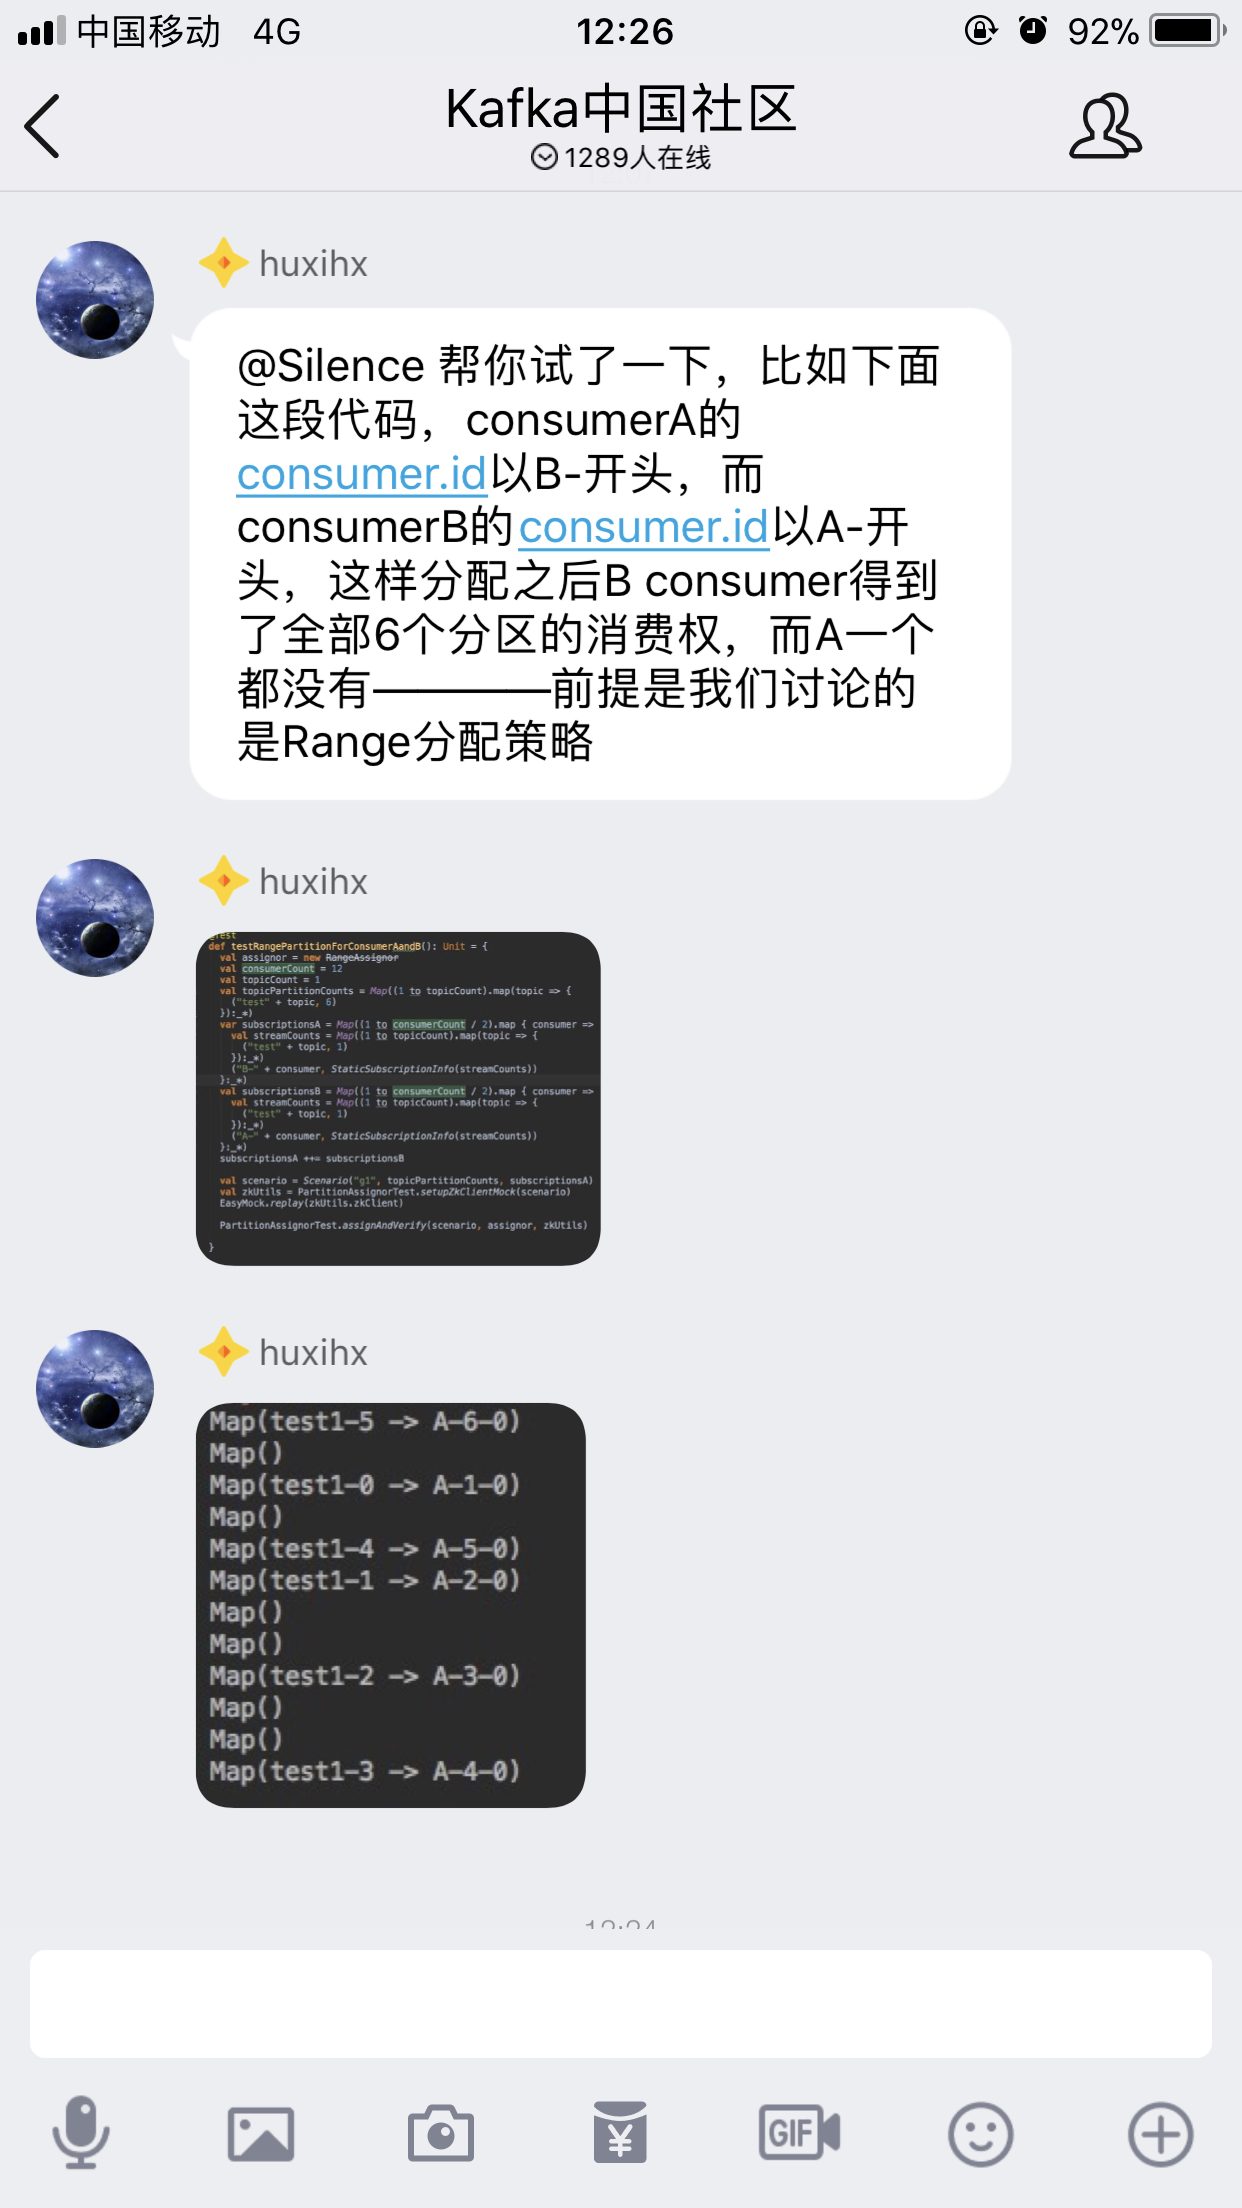 中国移动 4G 12:26 92%
Kafka中国社区
1289人在线
huxihx
@Silence 帮你试了一下，比如下面
这段代码，consumerA的
consumer.id以B-开头，而
consumerB的consumer.id以A-开
头，这样分配之后B consumer得到
了全部6个分区的消费权，而A一个
都没有————前提是我们讨论的
是Range分配策略
huxihx
@Test
def testRangePartitionForConsumerAandB(): Unit = {
val assignor = new RangeAssignor
val consumerCount = 12
val topicCount = 1
val topicPartitionCounts = Map((1 to topicCount).map(topic => {
("test" + topic, 6)
}):_*)
var subscriptionsA = Map((1 to consumerCount / 2).map { consumer =>
val streamCounts = Map((1 to topicCount).map(topic => {
("test" + topic, 1)
}):_*)
("B-" + consumer, StaticSubscriptionInfo(streamCounts))
}:_*)
val subscriptionsB = Map((1 to consumerCount / 2).map { consumer =>
val streamCounts = Map((1 to topicCount).map(topic => {
("test" + topic, 1)
}):_*)
("A-" + consumer, StaticSubscriptionInfo(streamCounts))
}:_*)
subscriptionsA ++= subscriptionsB
val scenario = Scenario("g1", topicPartitionCounts, subscriptionsA)
val zkUtils = PartitionAssignorTest.setupZkClientMock(scenario)
EasyMock.replay(zkUtils.zkClient)
PartitionAssignorTest.assignAndVerify(scenario, assignor, zkUtils)
}
huxihx
Map(test1-5 -> A-6-0)
Map()
Map(test1-0 -> A-1-0)
Map()
Map(test1-4 -> A-5-0)
Map(test1-1 -> A-2-0)
Map()
Map()
Map(test1-2 -> A-3-0)
Map()
Map()
Map(test1-3 -> A-4-0)
12:24
¥ GIF